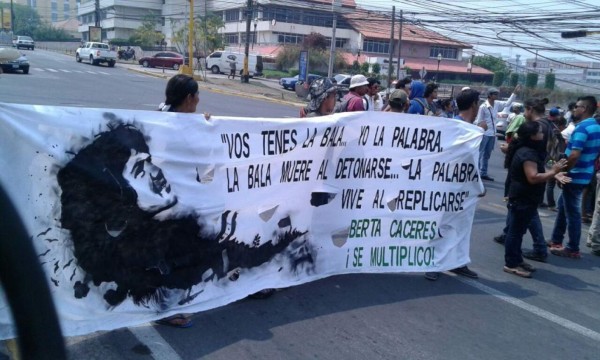 "VOS TENES LA BALA... YO LA PALABRA.
LA BALA MUERE AL DETONARSE... LA PALABRA
VIVE AL REPLICARSE"
BERTA CACERES
¡ SE MULTIPLICO!